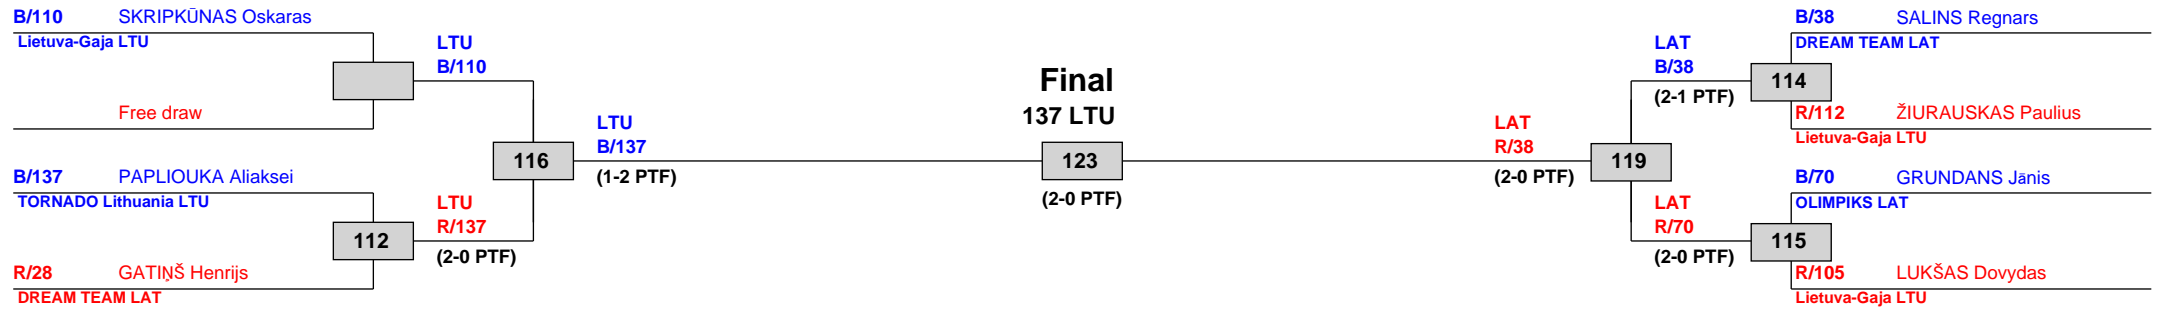 B/110 SKRIPKŪNAS Oskaras
Lietuva-Gaja LTU
LTU
B/110
Free draw
B/137 PAPLIOUKA Aliaksei
TORNADO Lithuania LTU
112
LTU
R/137
(2-0 PTF)
R/28 GATIŅŠ Henrijs
DREAM TEAM LAT
116
LTU
B/137
(1-2 PTF)
Final
137 LTU
123
(2-0 PTF)
LAT
R/38
(2-0 PTF)
119
LAT
B/38
(2-1 PTF)
B/38 SALINS Regnars
DREAM TEAM LAT
114
R/112 ŽIURAUSKAS Paulius
Lietuva-Gaja LTU
LAT
R/70
(2-0 PTF)
B/70 GRUNDANS Jānis
OLIMPIKS LAT
115
R/105 LUKŠAS Dovydas
Lietuva-Gaja LTU